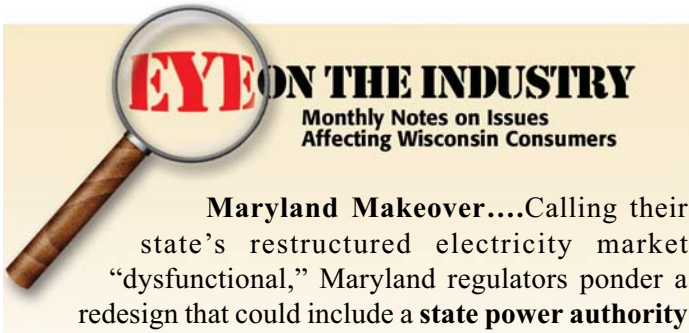 EYE ON THE INDUSTRY
Monthly Notes on Issues
Affecting Wisconsin Consumers
Maryland Makeover....Calling their
state's restructured electricity market
“dysfunctional,” Maryland regulators ponder a
redesign that could include a state power authority